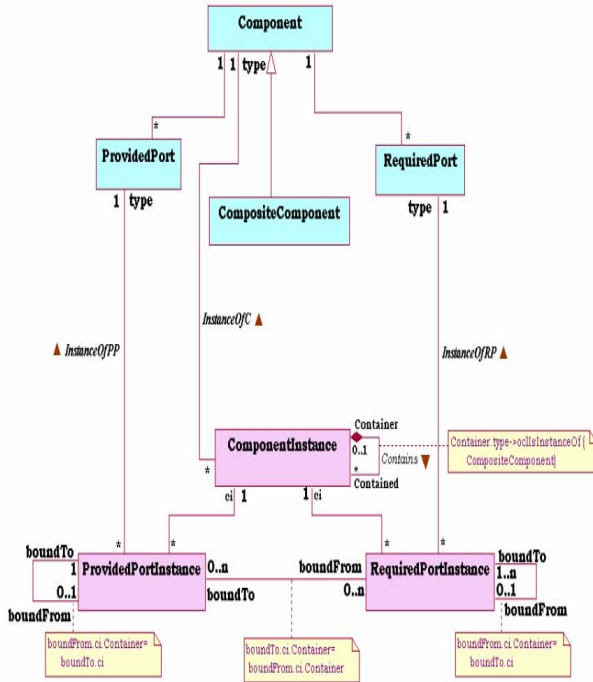 Component
1
1
type
1
*
*
ProvidedPort
RequiredPort
1
type
type
1
CompositeComponent
InstanceOfC
InstanceOfPP
InstanceOfRP
Container
ComponentInstance
0..1
Contains
*
*
Contained
Container.type->oclIsInstanceOf (
CompositeComponent)
ci
1
1
ci
*
*
*
*
boundTo
1
ProvidedPortInstance
0..n
boundFrom
RequiredPortInstance
boundTo
1..n
0..1
boundTo
0..n
0..1
boundFrom
boundFrom
boundFrom.ci.Container=
boundTo.ci
boundTo.ci.Container=
boundFrom.ci.Container
boundFrom.ci.Container=
boundTo.ci